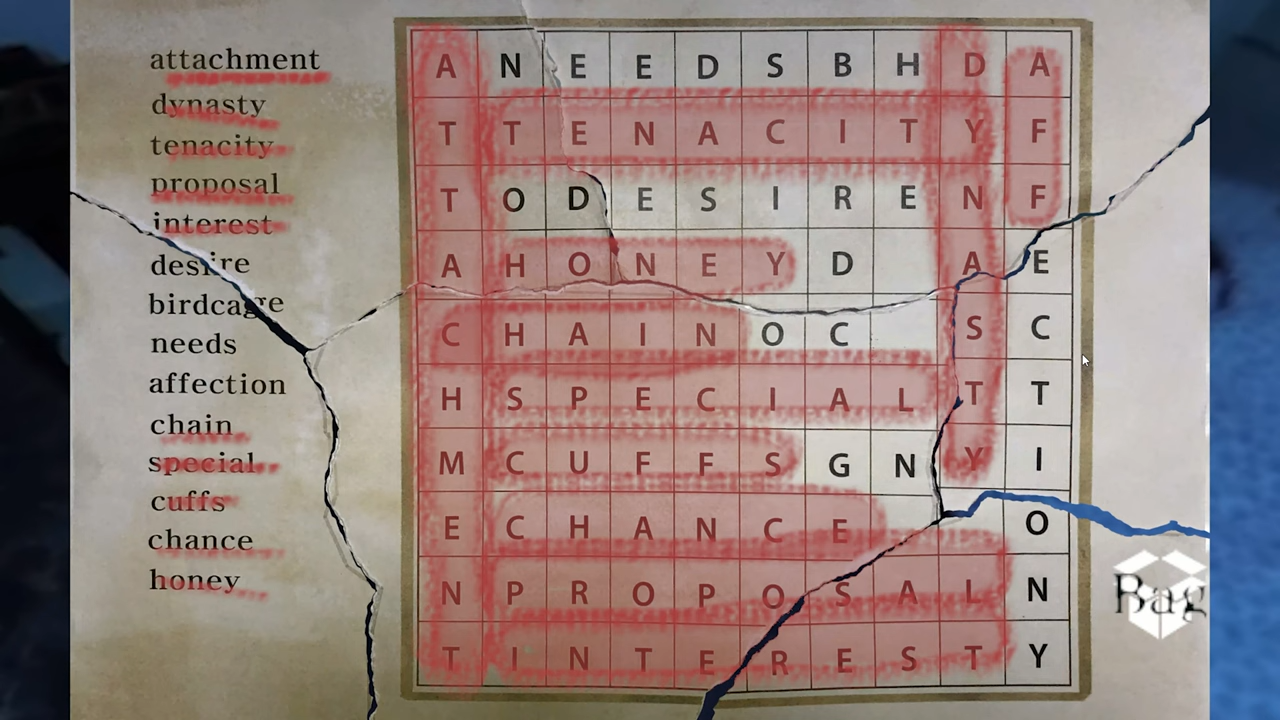 attachment
dynasty
tenacity
proposal
interest
desire
birdcage
needs
affection
chain
special
cuffs
chance
honey
A N E E D S B H D A
T T E N A C I T Y F
T O D E S I R E N F
A H O N E Y D A E
C H A I N O C S C
H S P E C I A L T T
M C U F F S G N Y I
E C H A N C E O
N P R O P O S A L N
T I N T E R E S T Y
Bag